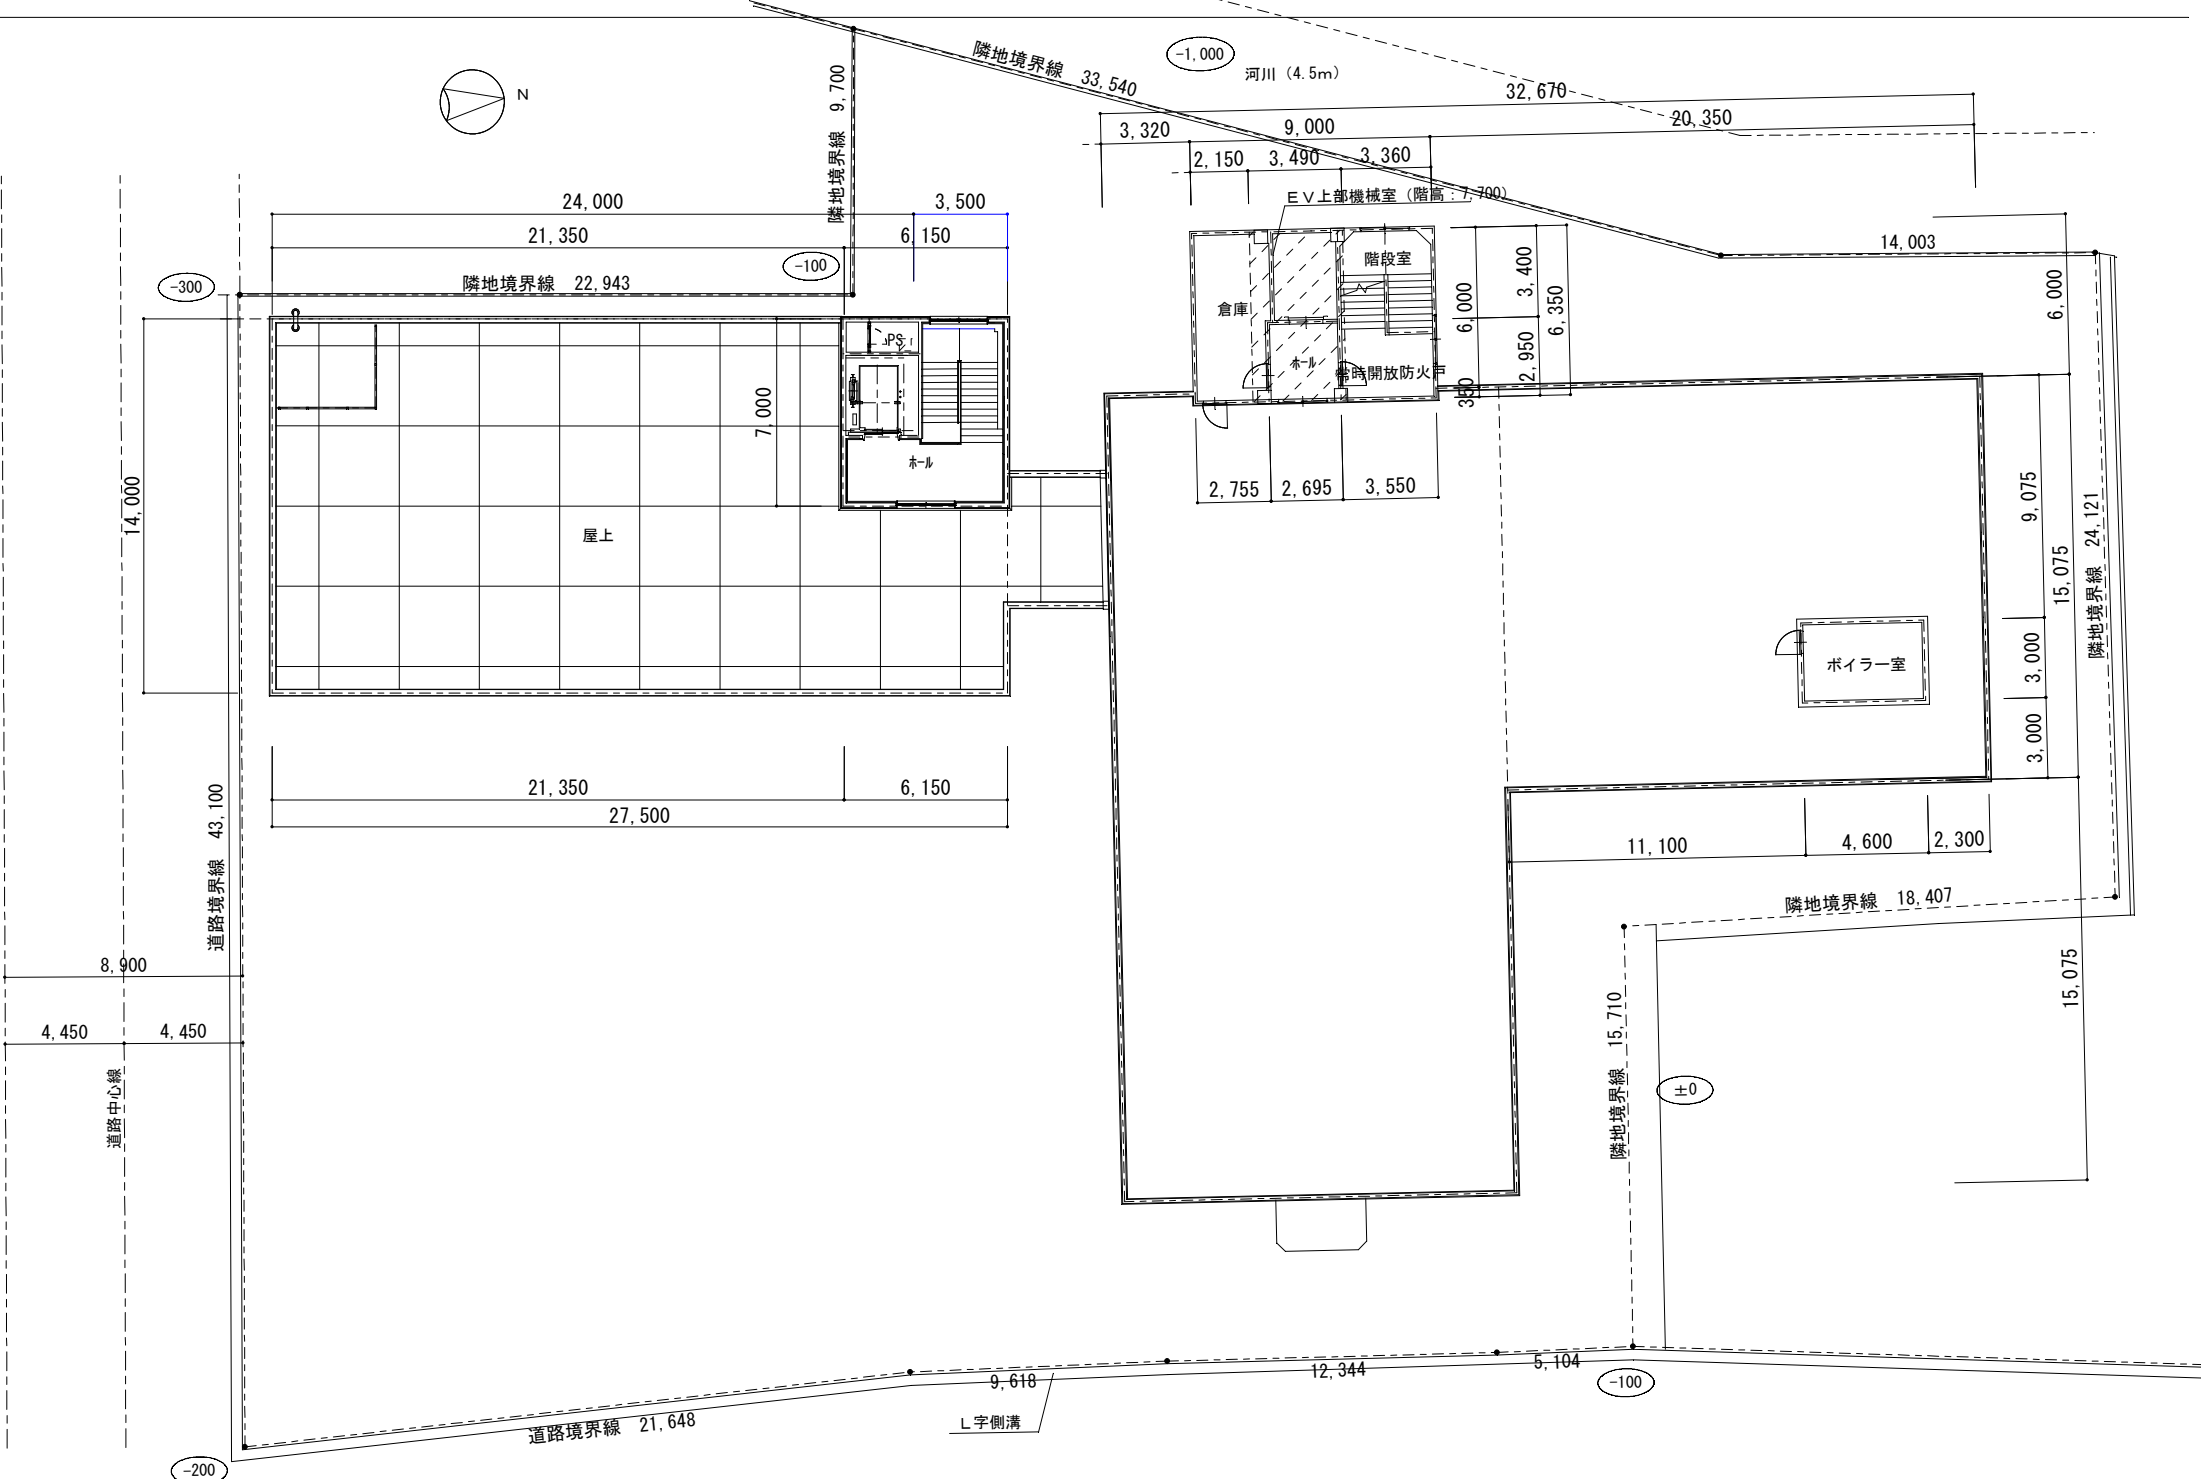 隣地境界線　33,540
-1,000
河川（4.5ｍ）
N
隣地境界線　9,700
32,670
3,320
9,000
20,350
2,150
3,490
3,360
ＥＶ上部機械室（階高：7,700）
24,000
3,500
21,350
6,150
-300
-100
隣地境界線　22,943
14,003
階段室
倉庫
ﾎｰﾙ
常時開放防火戸
6,000
3,400
6,350
2,950
350
6,000
PS
7,000
ﾎｰﾙ
14,000
屋上
2,755
2,695
3,550
9,075
隣地境界線　24,121
15,075
ボイラー室
3,000
3,000
21,350
6,150
27,500
道路境界線　43,100
11,100
4,600
2,300
隣地境界線　18,407
8,900
15,075
4,450
4,450
隣地境界線　15,710
道路中心線
±0
9,618
12,344
5,104
-100
Ｌ字側溝
道路境界線　21,648
-200